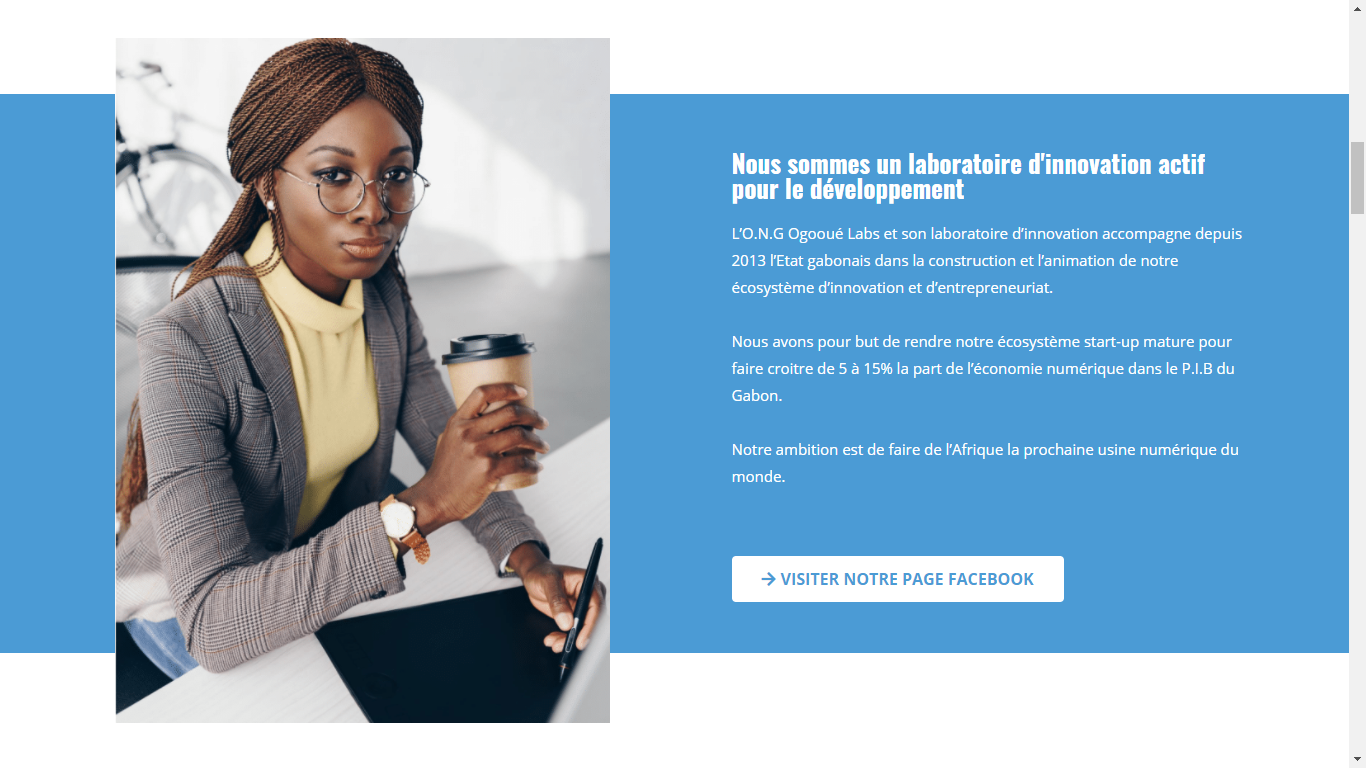 Nous sommes un laboratoire d'innovation actif
pour le développement
L’O.N.G Ogooué Labs et son laboratoire d’innovation accompagne depuis
2013 l’Etat gabonais dans la construction et l’animation de notre
écosystème d’innovation et d’entrepreneuriat.
Nous avons pour but de rendre notre écosystème start-up mature pour
faire croitre de 5 à 15% la part de l’économie numérique dans le P.I.B du
Gabon.
Notre ambition est de faire de l’Afrique la prochaine usine numérique du
monde.
VISITER NOTRE PAGE FACEBOOK